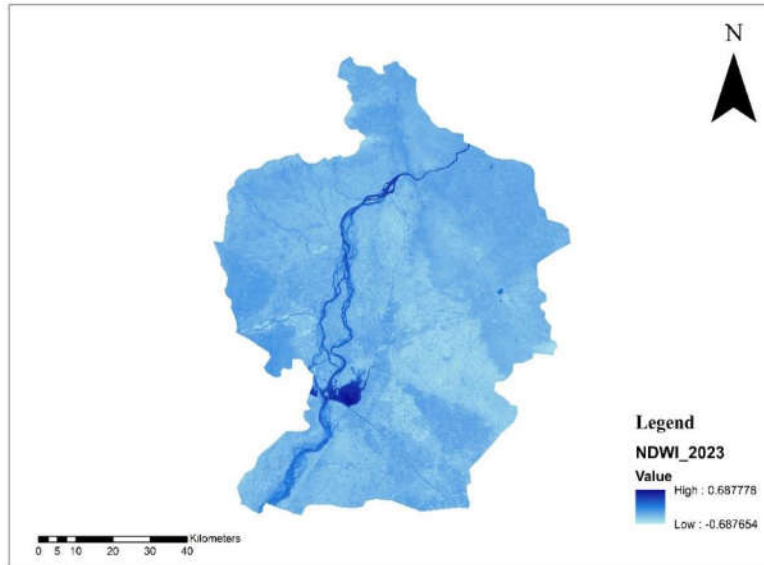 N
Legend
NDWI_2023
Value
High : 0.687778
Low : -0.687654
Kilometers
0 5 10 20 30 40